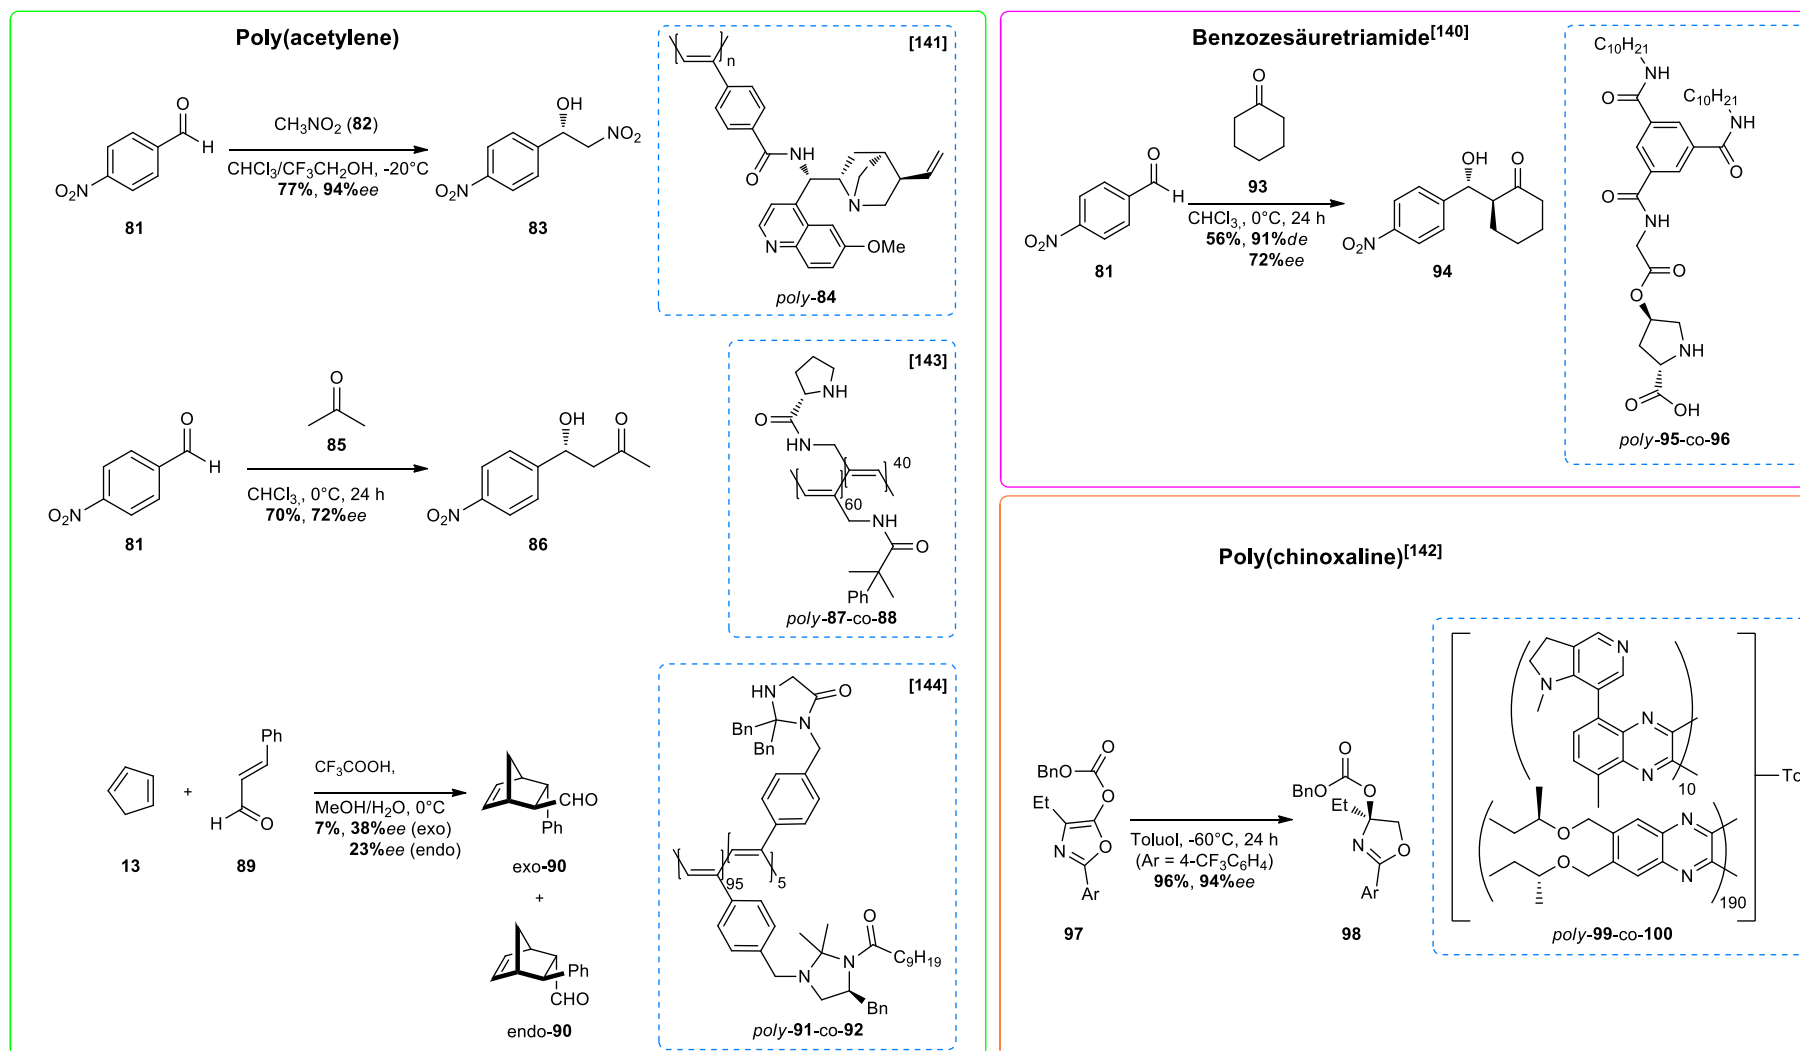 Poly(acetylene)
[141]
n
O
H
O₂N
81
CH₃NO₂ (82)
CHCl₃/CF₃CH₂OH, -20°C
77%, 94%ee
OH
NO₂
O₂N
83
O
NH
N
N
OMe
poly-84
[143]
O
H
O₂N
81
O
85
CHCl₃,, 0°C, 24 h
70%, 72%ee
OH
O
O₂N
86
NH
O
NH
40
60
NH
O
Ph
poly-87-co-88
[144]
13
+
Ph
O
89
CF₃COOH,
MeOH/H₂O, 0°C
7%, 38%ee (exo)
23%ee (endo)
CHO
Ph
exo-90
+
Ph
CHO
endo-90
HN
O
N
Bn
Bn
95
5
O
N
C₉H₁₉
N
Bn
poly-91-co-92
Benzozesäuretriamide[140]
O
H
O₂N
81
O
93
CHCl₃,, 0°C, 24 h
56%, 91%de
72%ee
OH
O
O₂N
94
C₁₀H₂₁
NH
C₁₀H₂₁
O
NH
O
O
NH
O
O
NH
O
OH
poly-95-co-96
Poly(chinoxaline)[142]
O
BnO
O
Et
N
O
Ar
97
Toluol, -60°C, 24 h
(Ar = 4-CF₃C₆H₄)
96%, 94%ee
O
BnO
O
Et
N
O
Ar
98
N
N
N
N
10
To
O
O
N
N
190
poly-99-co-100